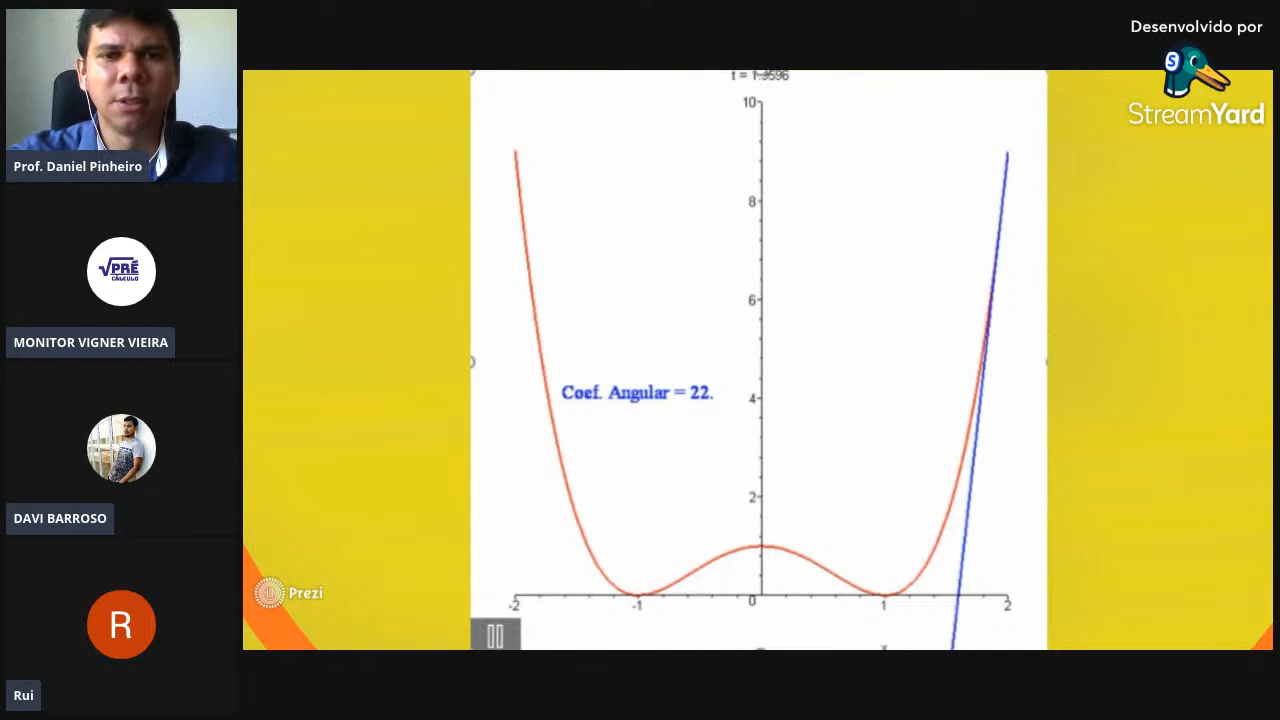 Desenvolvido por
S
StreamYard
Prof. Daniel Pinheiro
√PRÉ
CÁLCULO
MONITOR VIGNER VIEIRA
DAVI BARROSO
R
Rui
10
8
6
4
2
0
-2
-1
1
2
Coef. Angular = 22.
Prezi